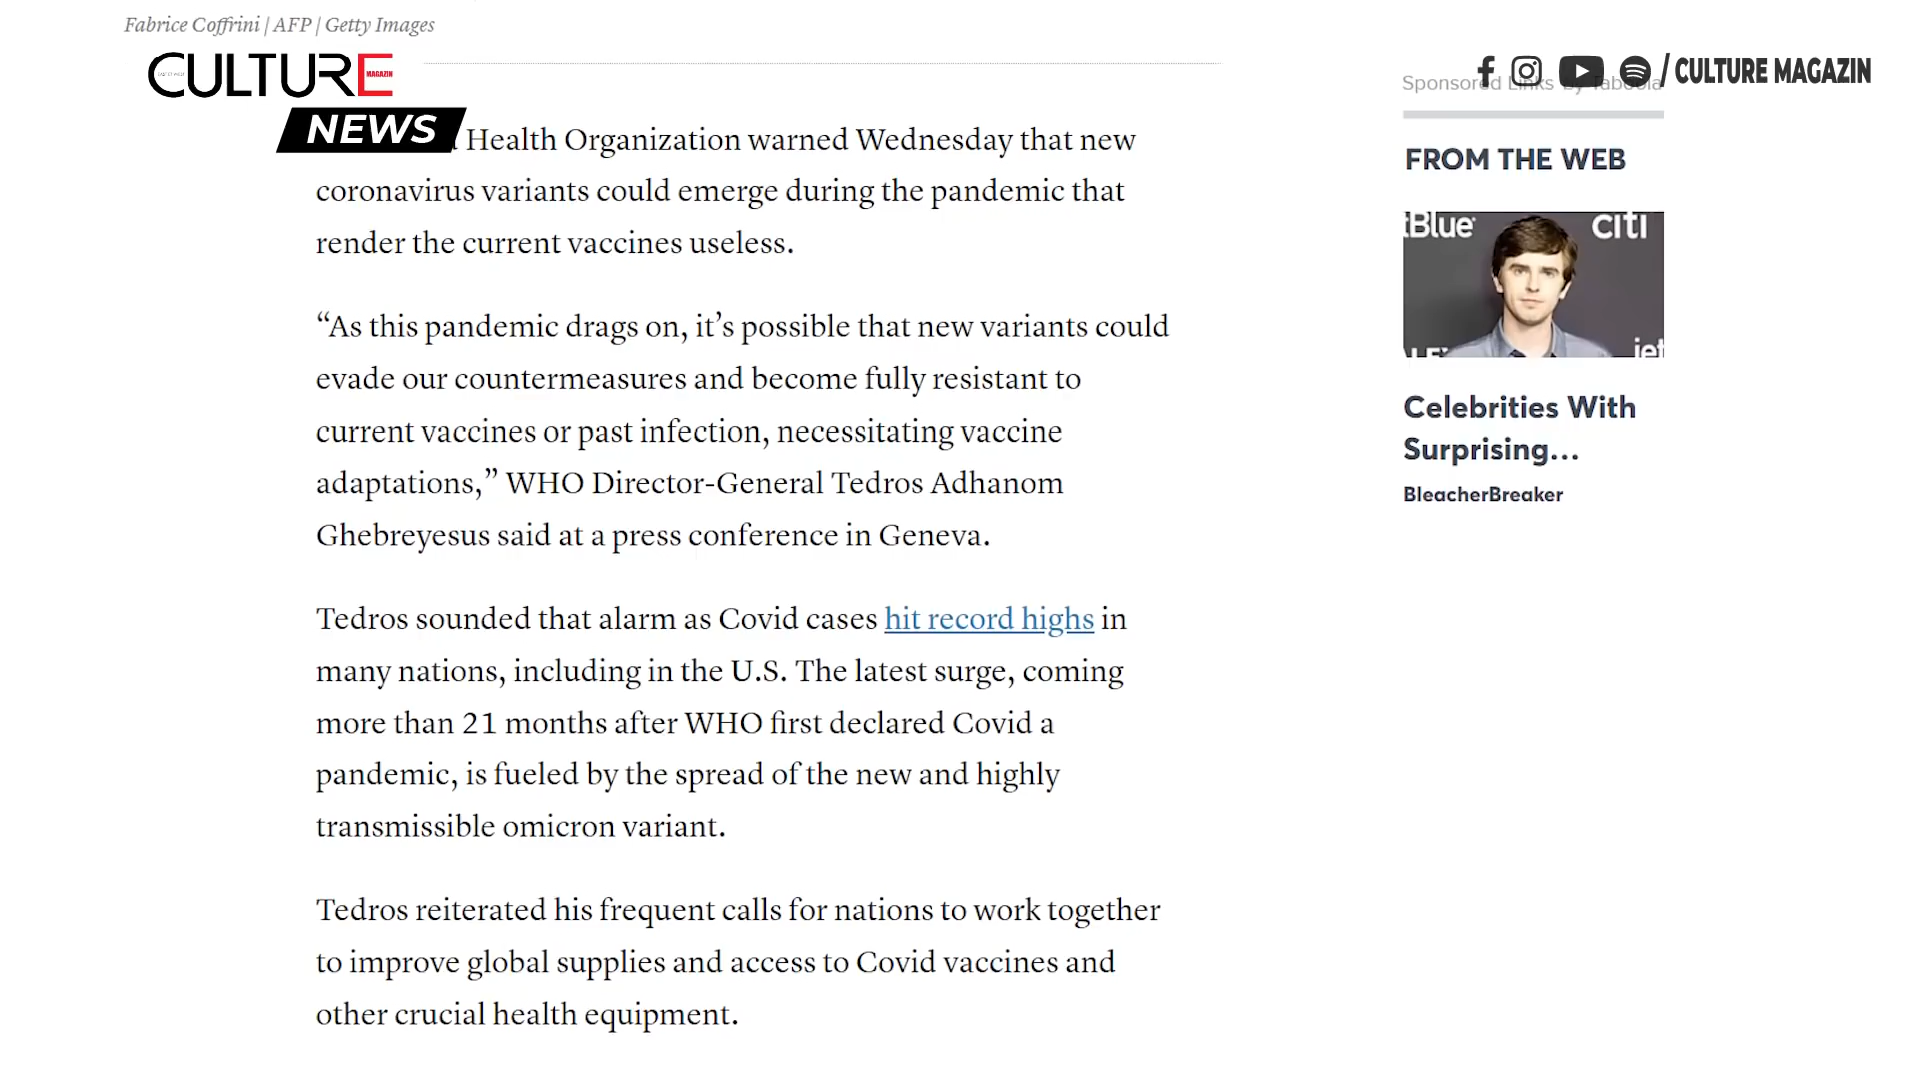 Fabrice Coffrini | AFP | Getty Images
CULTURE
MAGAZIN
NEWS
Health Organization warned Wednesday that new
coronavirus variants could emerge during the pandemic that
render the current vaccines useless.
“As this pandemic drags on, it’s possible that new variants could
evade our countermeasures and become fully resistant to
current vaccines or past infection, necessitating vaccine
adaptations,” WHO Director-General Tedros Adhanom
Ghebreyesus said at a press conference in Geneva.
Tedros sounded that alarm as Covid cases hit record highs in
many nations, including in the U.S. The latest surge, coming
more than 21 months after WHO first declared Covid a
pandemic, is fueled by the spread of the new and highly
transmissible omicron variant.
Tedros reiterated his frequent calls for nations to work together
to improve global supplies and access to Covid vaccines and
other crucial health equipment.
/ CULTURE MAGAZIN
Sponsored Links by Taboola
FROM THE WEB
tBlue
citi
jet
Celebrities With
Surprising...
BleacherBreaker